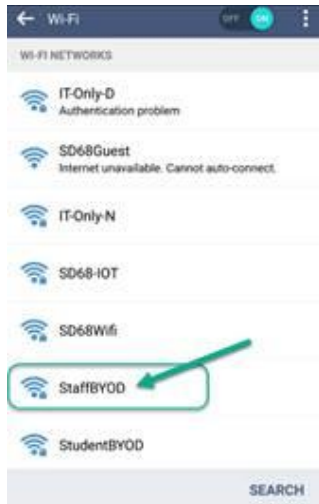 Wi-Fi
OFF ON
WI-FI NETWORKS
IT-Only-D
Authentication problem
SD68Guest
Internet unavailable. Cannot auto-connect.
IT-Only-N
SD68-IOT
SD68Wifi
StaffBYOD
StudentBYOD
SEARCH